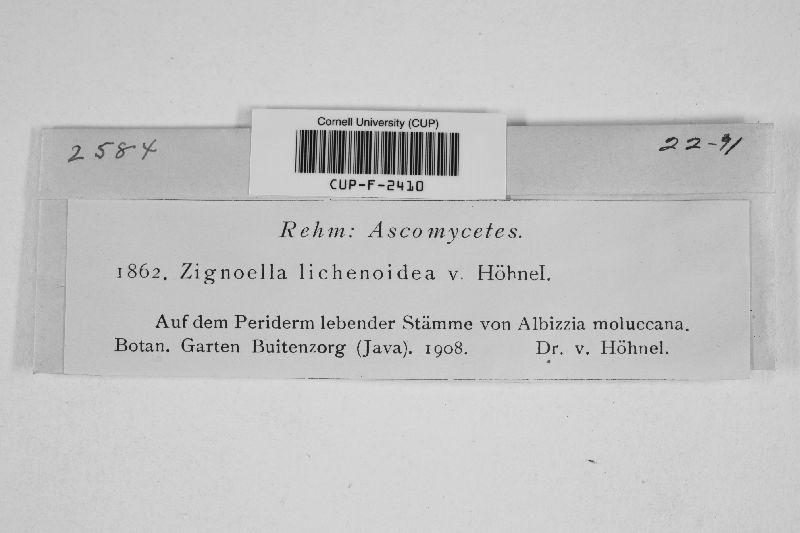 Cornell University (CUP)
CUP-F-2410
2584
22-91
Rehm: Ascomycetes.
1862. Zignoella lichenoidea v. Höhnel.
Auf dem Periderm lebender Stämme von Albizzia moluccana.
Botan. Garten Buitenzorg (Java). 1908. Dr. v. Höhnel.